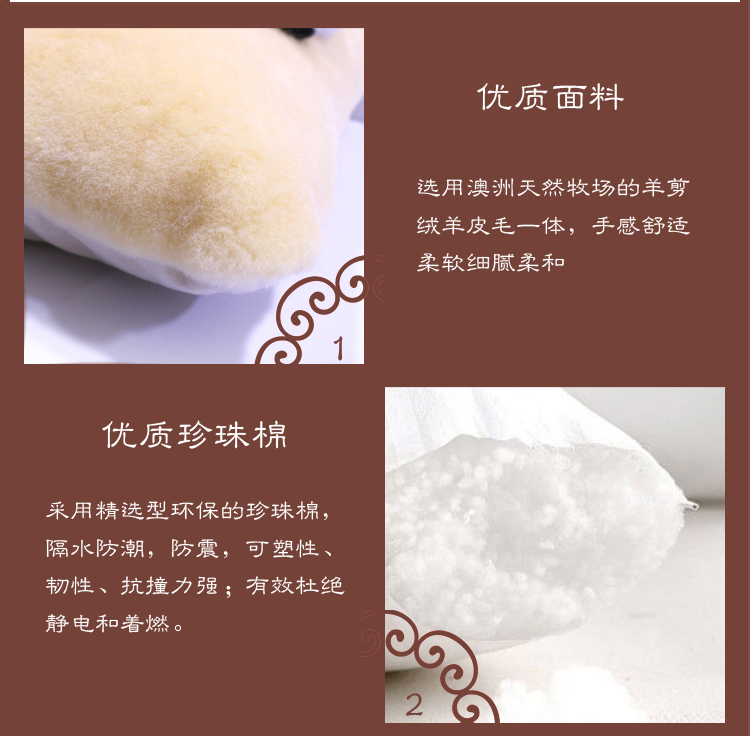 优质面料
选用澳洲天然牧场的羊剪
绒羊皮毛一体，手感舒适
柔软细腻柔和
1
优质珍珠棉
采用精选型环保的珍珠棉，
隔水防潮，防震，可塑性、
韧性、抗撞力强；有效杜绝
静电和着燃。
2